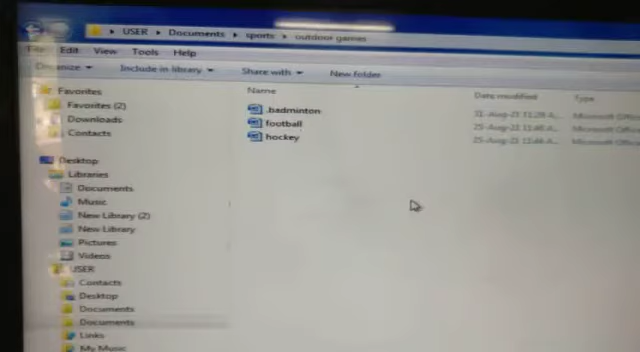 USER ▸ Documents ▸ sports ▸ outdoor games
File Edit View Tools Help
Organize Include in library Share with New folder
Name Date modified Type
Favorites
Favorites (2)
Downloads
Contacts
.badminton
football
hockey
Desktop
Libraries
Documents
Music
New Library (2)
New Library
Pictures
Videos
USER
Contacts
Desktop
Documents
Documents
Links
My Music